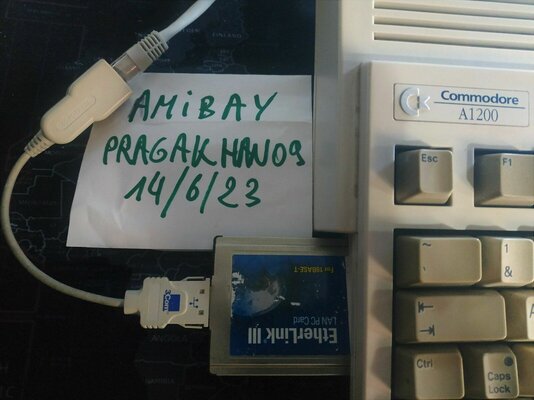 AMiBAY
PRAGAKHAN09
14/6/23
Commodore
A1200
Esc
F1
~
`
1
&
Ctrl
Caps
Lock
A
3Com
EtherLink III
LAN PC Card
For 10BASE-T